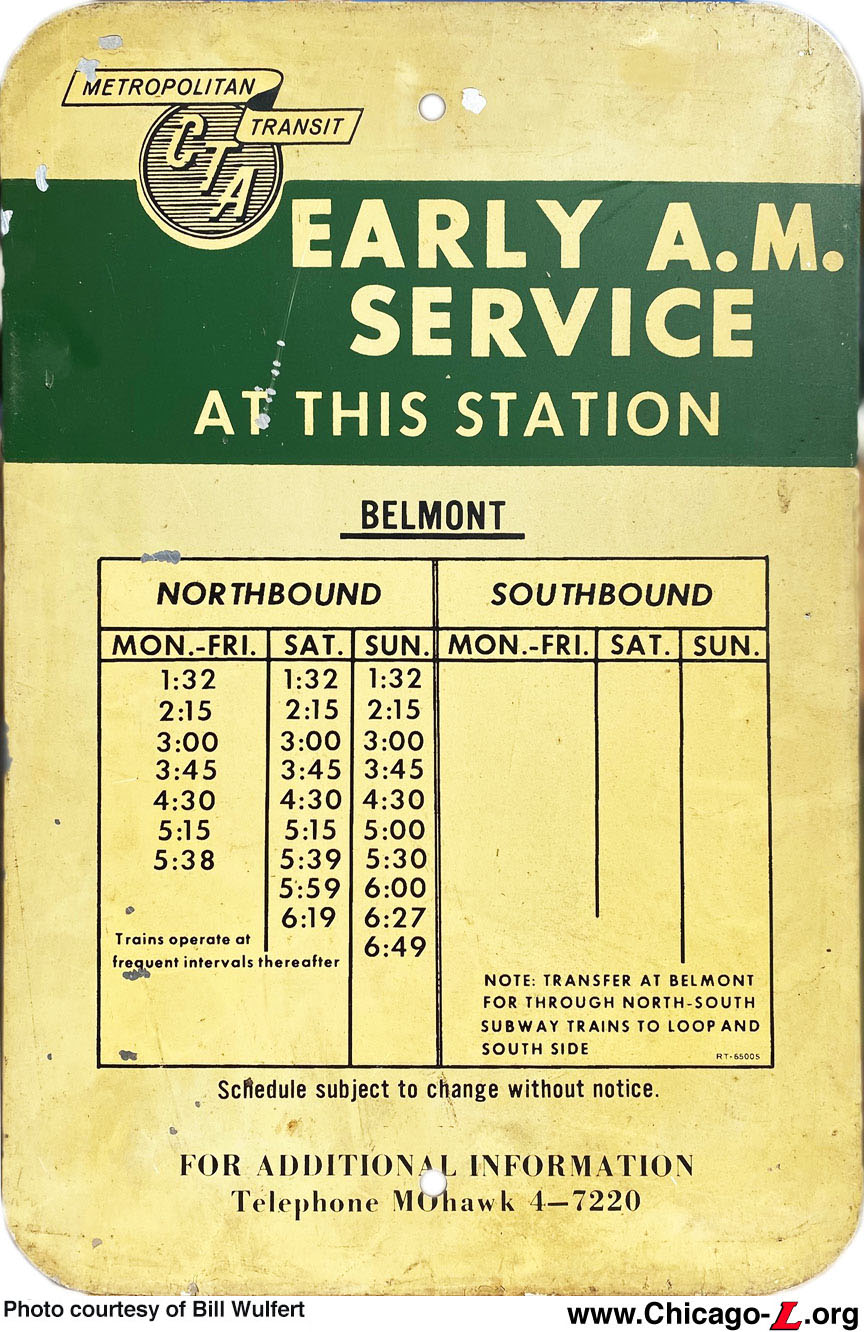 METROPOLITAN
TRANSIT
CTA
EARLY A.M.
SERVICE
AT THIS STATION
BELMONT
NORTHBOUND SOUTHBOUND
MON.-FRI. SAT. SUN. MON.-FRI. SAT. SUN.
1:32 1:32 1:32
2:15 2:15 2:15
3:00 3:00 3:00
3:45 3:45 3:45
4:30 4:30 4:30
5:15 5:15 5:00
5:38 5:39 5:30
5:59 6:00
6:19 6:27
6:49
Trains operate at
frequent intervals thereafter
NOTE: TRANSFER AT BELMONT
FOR THROUGH NORTH-SOUTH
SUBWAY TRAINS TO LOOP AND
SOUTH SIDE
RT-65005
Schedule subject to change without notice.
FOR ADDITIONAL INFORMATION
Telephone MOhawk 4—7220
Photo courtesy of Bill Wulfert
www.Chicago-L.org